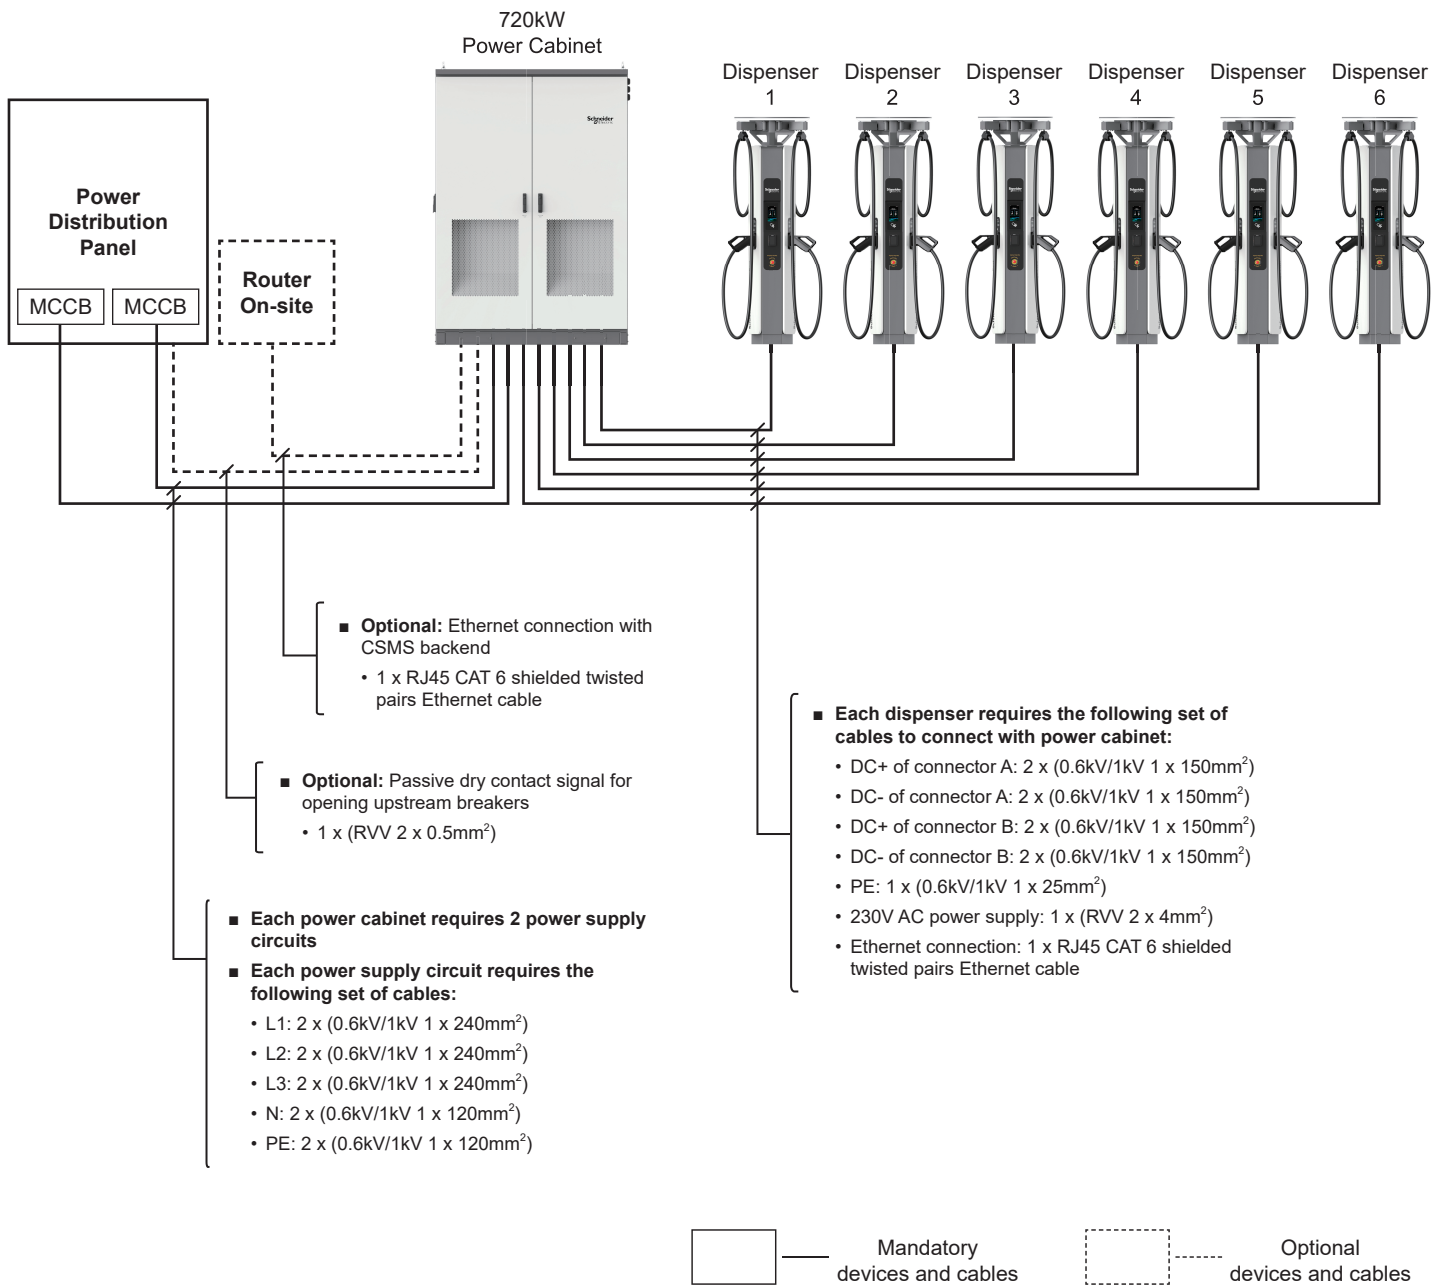 720kW
Power Cabinet
Dispenser
1
Dispenser
2
Dispenser
3
Dispenser
4
Dispenser
5
Dispenser
6
Schneider
Power
Distribution
Panel
MCCB
MCCB
Router
On-site
■ Optional: Ethernet connection with
CSMS backend
• 1 x RJ45 CAT 6 shielded twisted
pairs Ethernet cable
■ Optional: Passive dry contact signal for
opening upstream breakers
• 1 x (RVV 2 x 0.5mm²)
■ Each power cabinet requires 2 power supply
circuits
■ Each power supply circuit requires the
following set of cables:
• L1: 2 x (0.6kV/1kV 1 x 240mm²)
• L2: 2 x (0.6kV/1kV 1 x 240mm²)
• L3: 2 x (0.6kV/1kV 1 x 240mm²)
• N: 2 x (0.6kV/1kV 1 x 120mm²)
• PE: 2 x (0.6kV/1kV 1 x 120mm²)
■ Each dispenser requires the following set of
cables to connect with power cabinet:
• DC+ of connector A: 2 x (0.6kV/1kV 1 x 150mm²)
• DC- of connector A: 2 x (0.6kV/1kV 1 x 150mm²)
• DC+ of connector B: 2 x (0.6kV/1kV 1 x 150mm²)
• DC- of connector B: 2 x (0.6kV/1kV 1 x 150mm²)
• PE: 1 x (0.6kV/1kV 1 x 25mm²)
• 230V AC power supply: 1 x (RVV 2 x 4mm²)
• Ethernet connection: 1 x RJ45 CAT 6 shielded
twisted pairs Ethernet cable
Mandatory
devices and cables
Optional
devices and cables